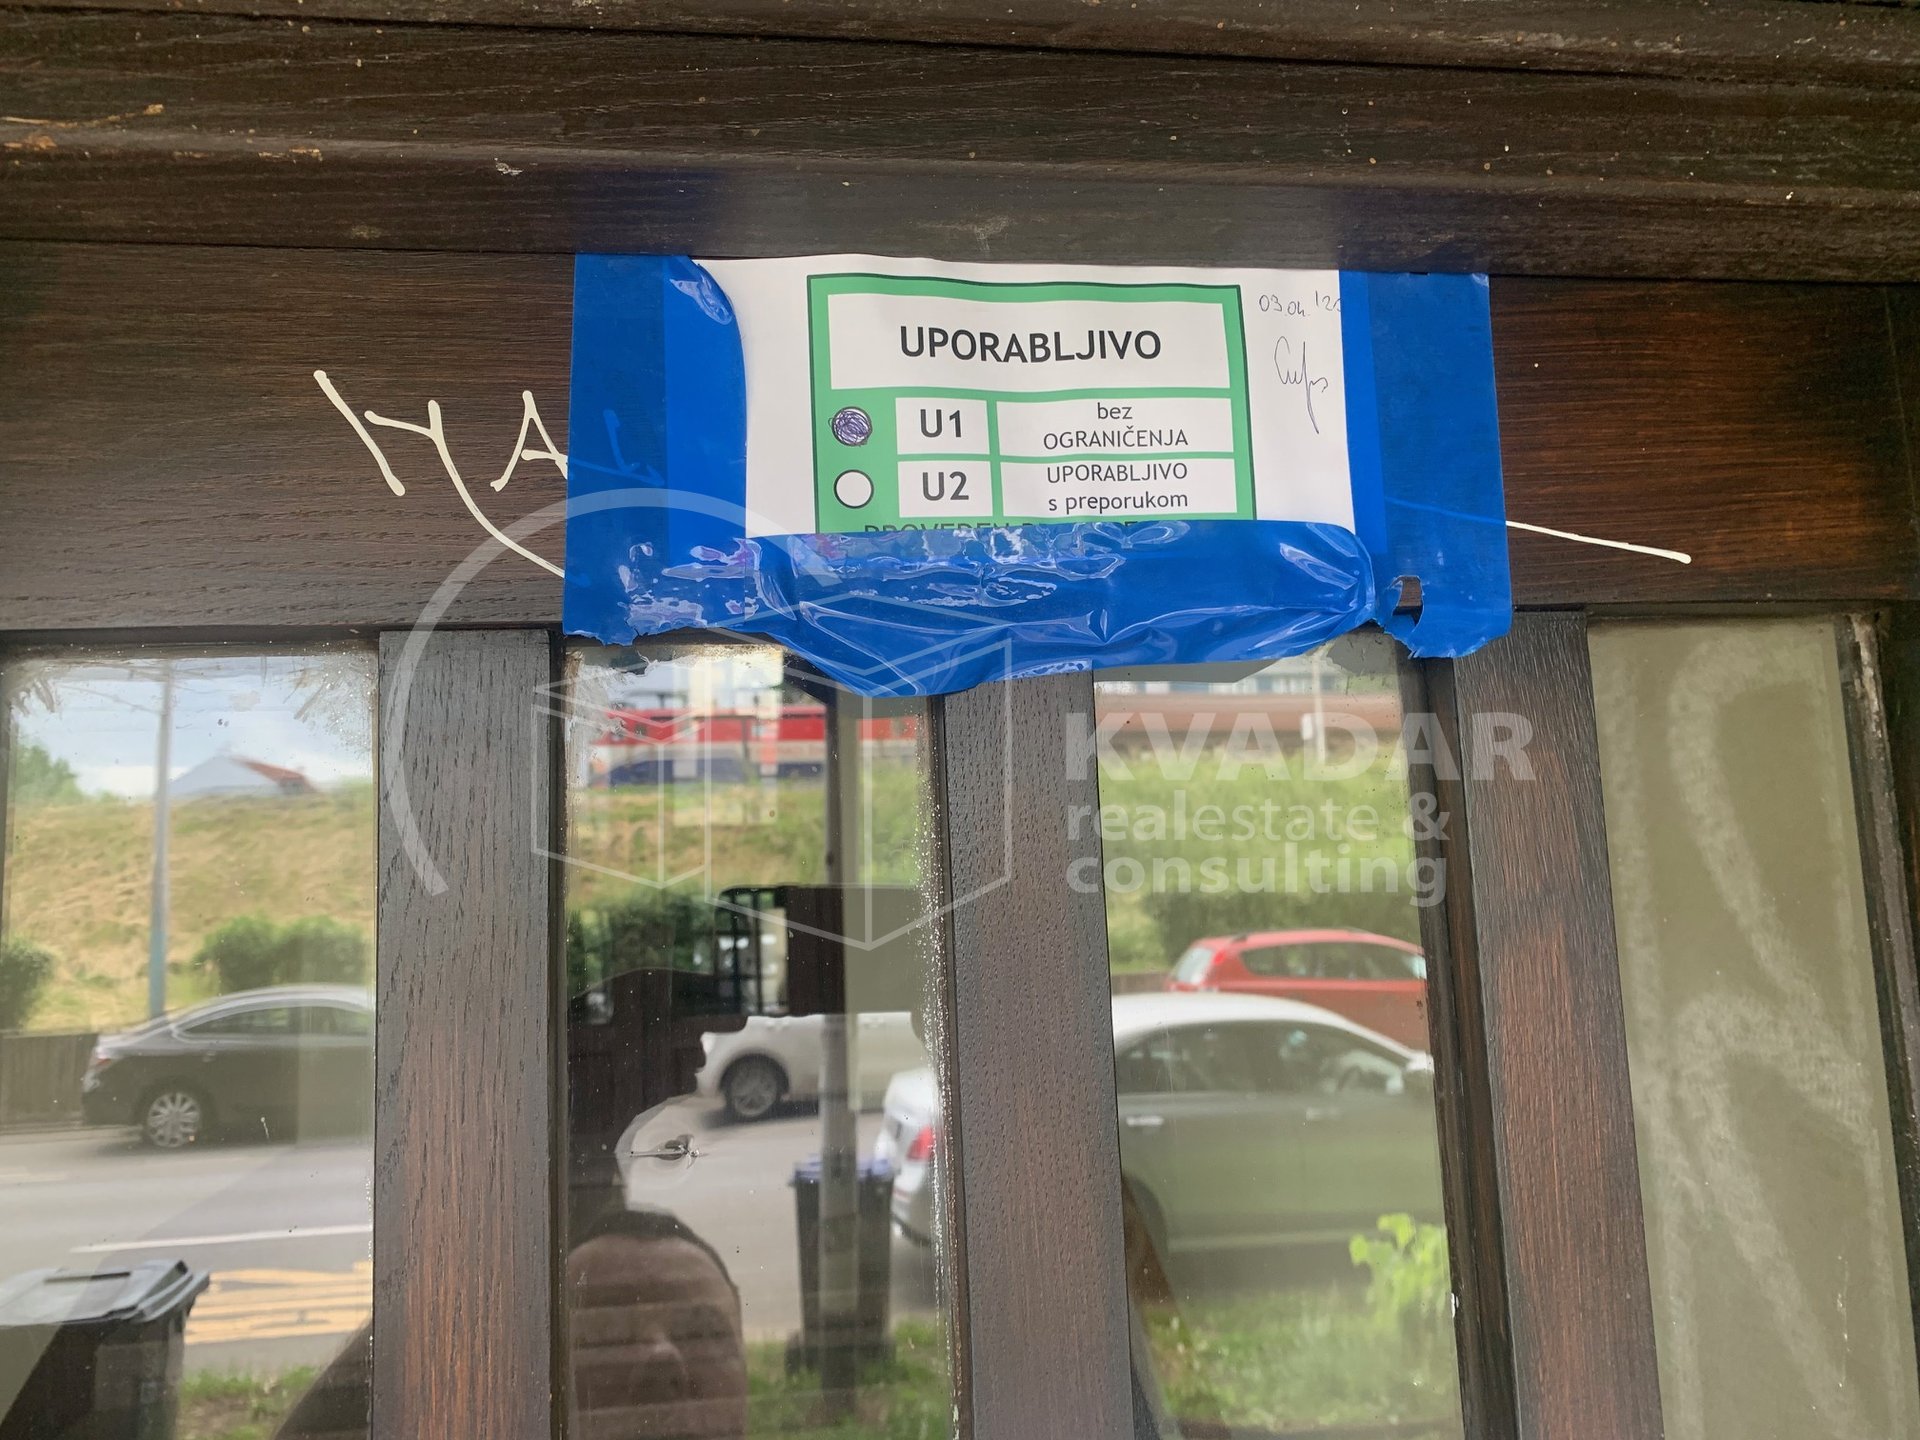 UPORABLJIVO
03.04.'20
U1 bez OGRANIČENJA
U2 UPORABLJIVO s preporukom
KVADAR
realestate &
consulting